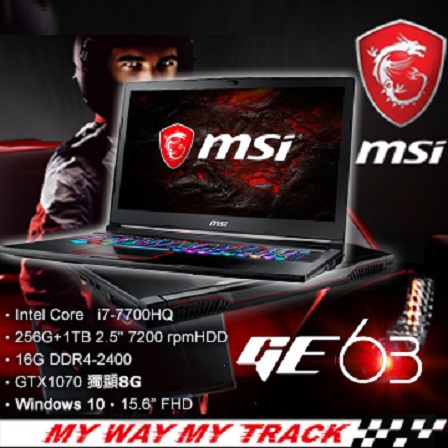 msi
msi
msi
· Intel Core i7-7700HQ
· 256G+1TB 2.5" 7200 rpmHDD
· 16G DDR4-2400
· GTX1070 獨顯8G
· Windows 10 · 15.6" FHD
GE63
MY WAY MY TRACK